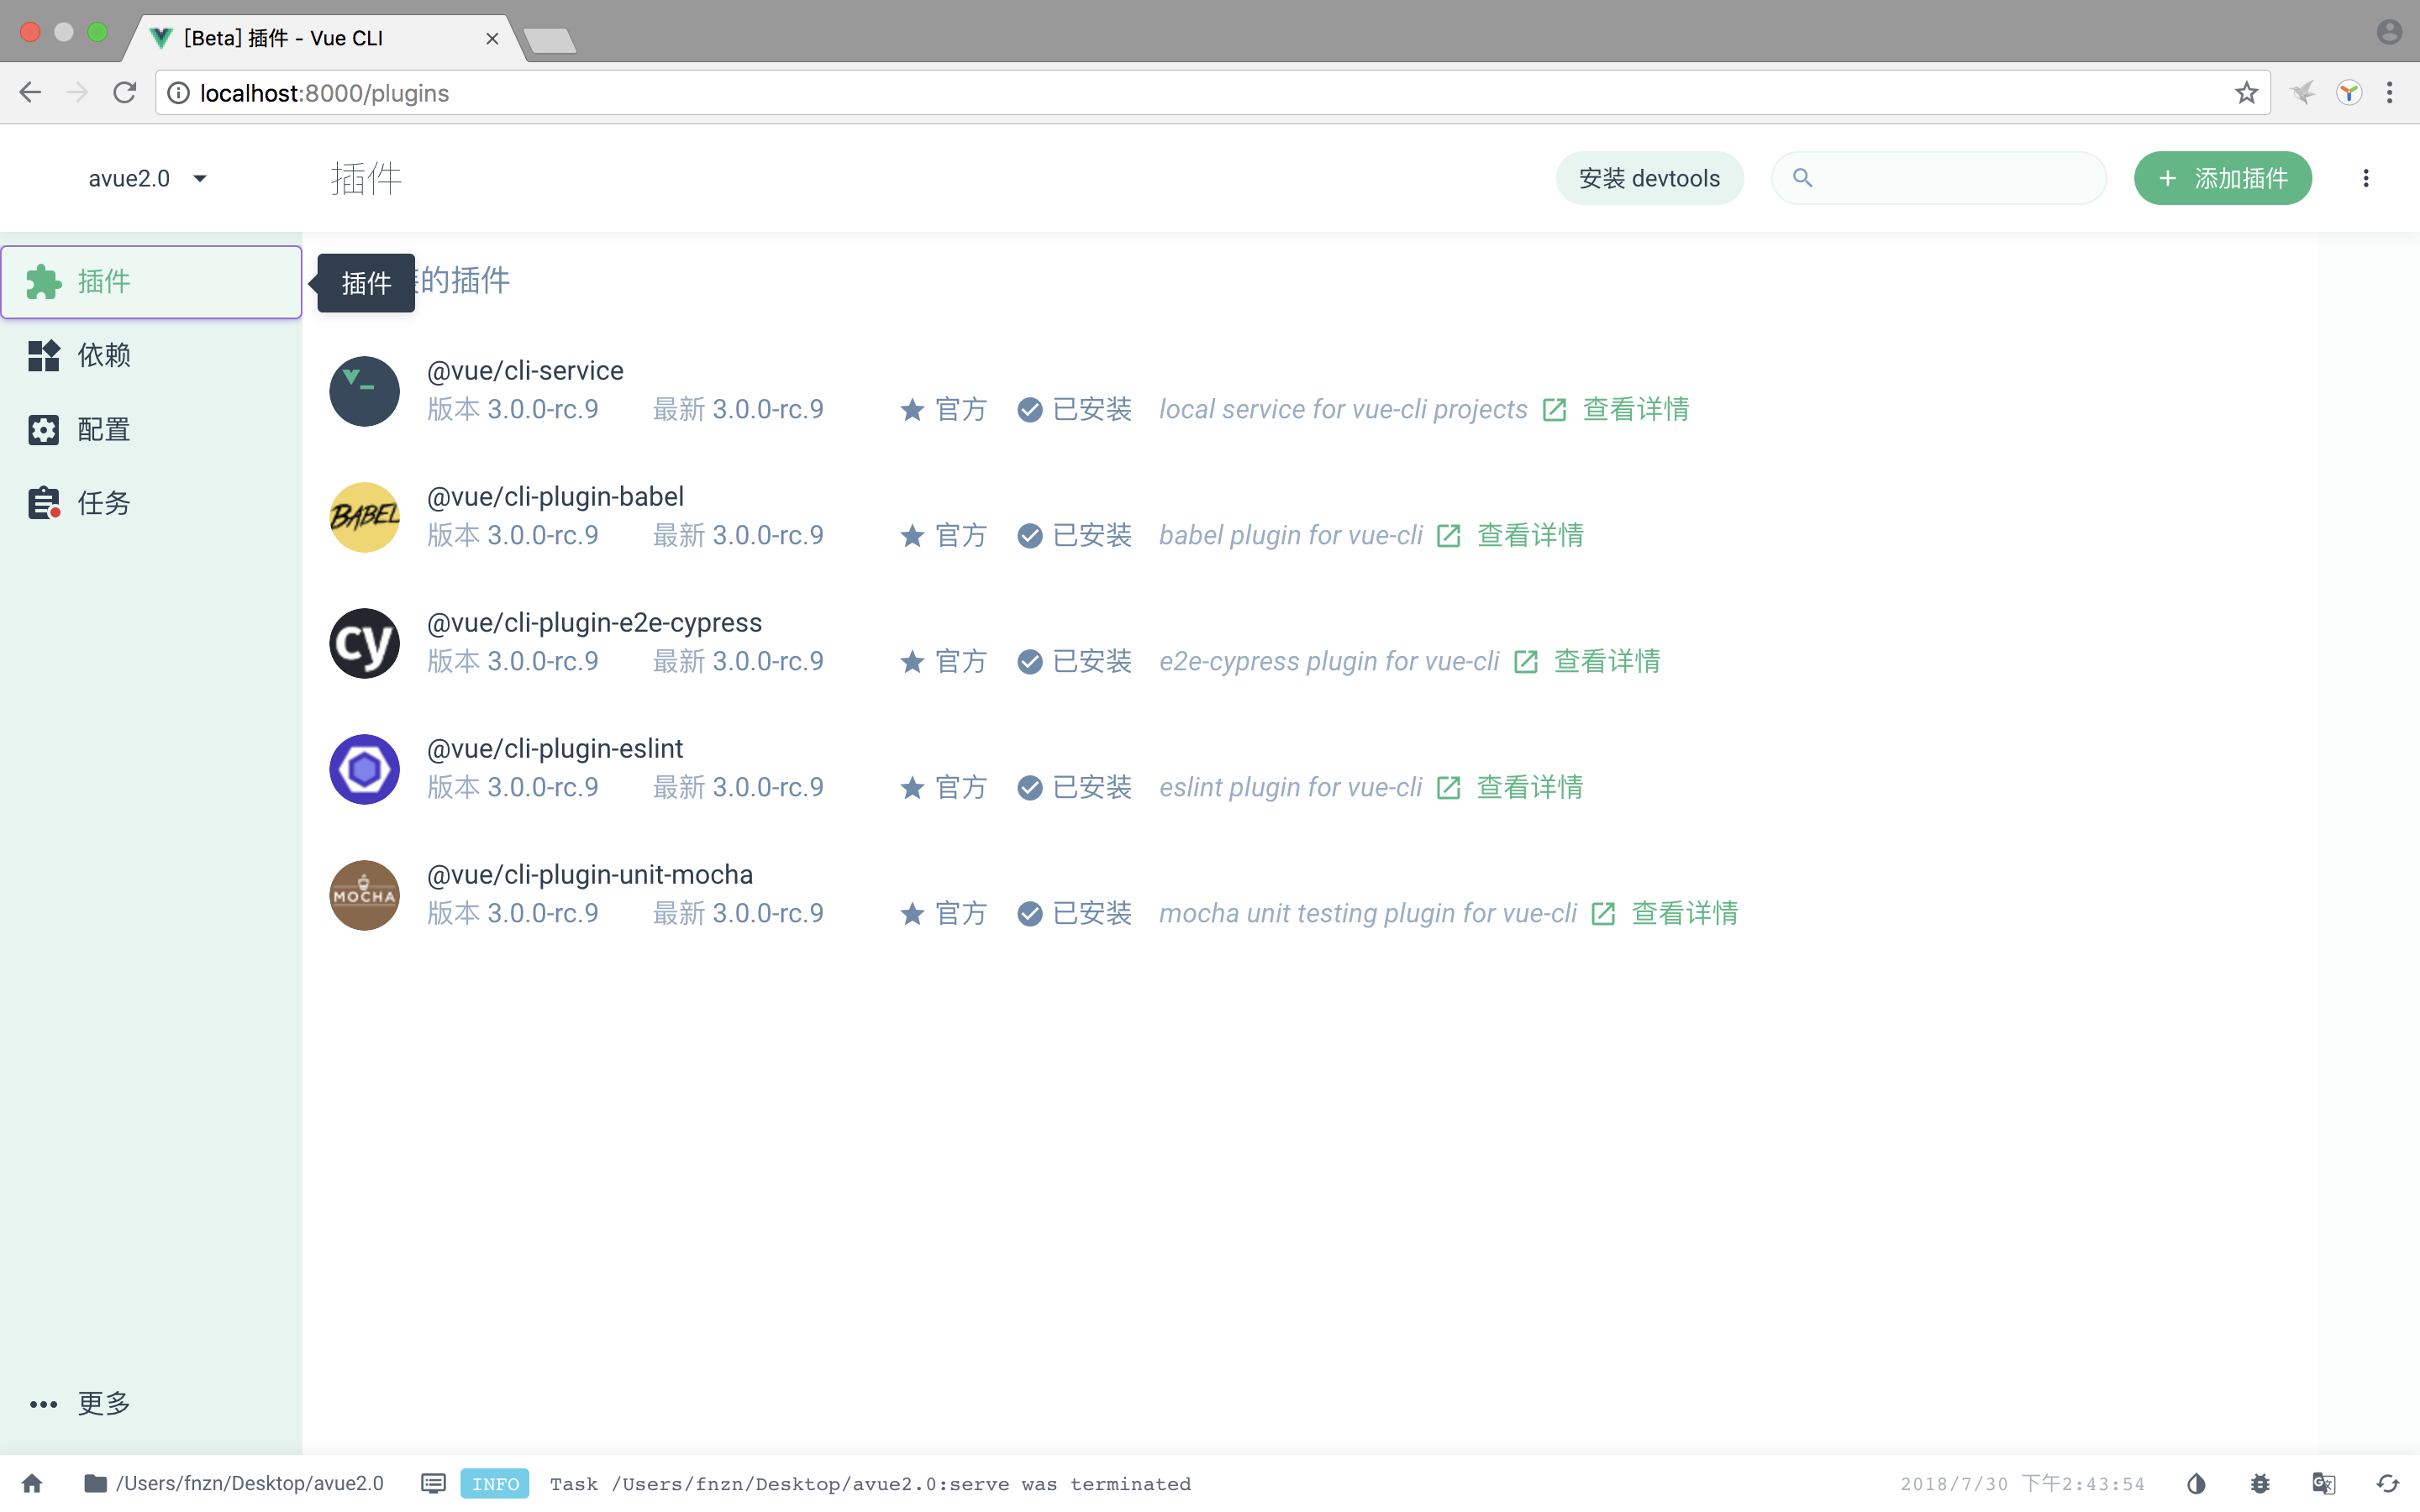 [Beta] 插件 - Vue CLI
localhost:8000/plugins
avue2.0
插件
安装 devtools
添加插件
插件
插件
的插件
依赖
配置
任务
@vue/cli-service
版本 3.0.0-rc.9 最新 3.0.0-rc.9 官方 已安装 local service for vue-cli projects 查看详情
BABEL
@vue/cli-plugin-babel
版本 3.0.0-rc.9 最新 3.0.0-rc.9 官方 已安装 babel plugin for vue-cli 查看详情
cy
@vue/cli-plugin-e2e-cypress
版本 3.0.0-rc.9 最新 3.0.0-rc.9 官方 已安装 e2e-cypress plugin for vue-cli 查看详情
@vue/cli-plugin-eslint
版本 3.0.0-rc.9 最新 3.0.0-rc.9 官方 已安装 eslint plugin for vue-cli 查看详情
MOCHA
@vue/cli-plugin-unit-mocha
版本 3.0.0-rc.9 最新 3.0.0-rc.9 官方 已安装 mocha unit testing plugin for vue-cli 查看详情
更多
/Users/fnzn/Desktop/avue2.0 INFO Task /Users/fnzn/Desktop/avue2.0:serve was terminated 2018/7/30 下午2:43:54